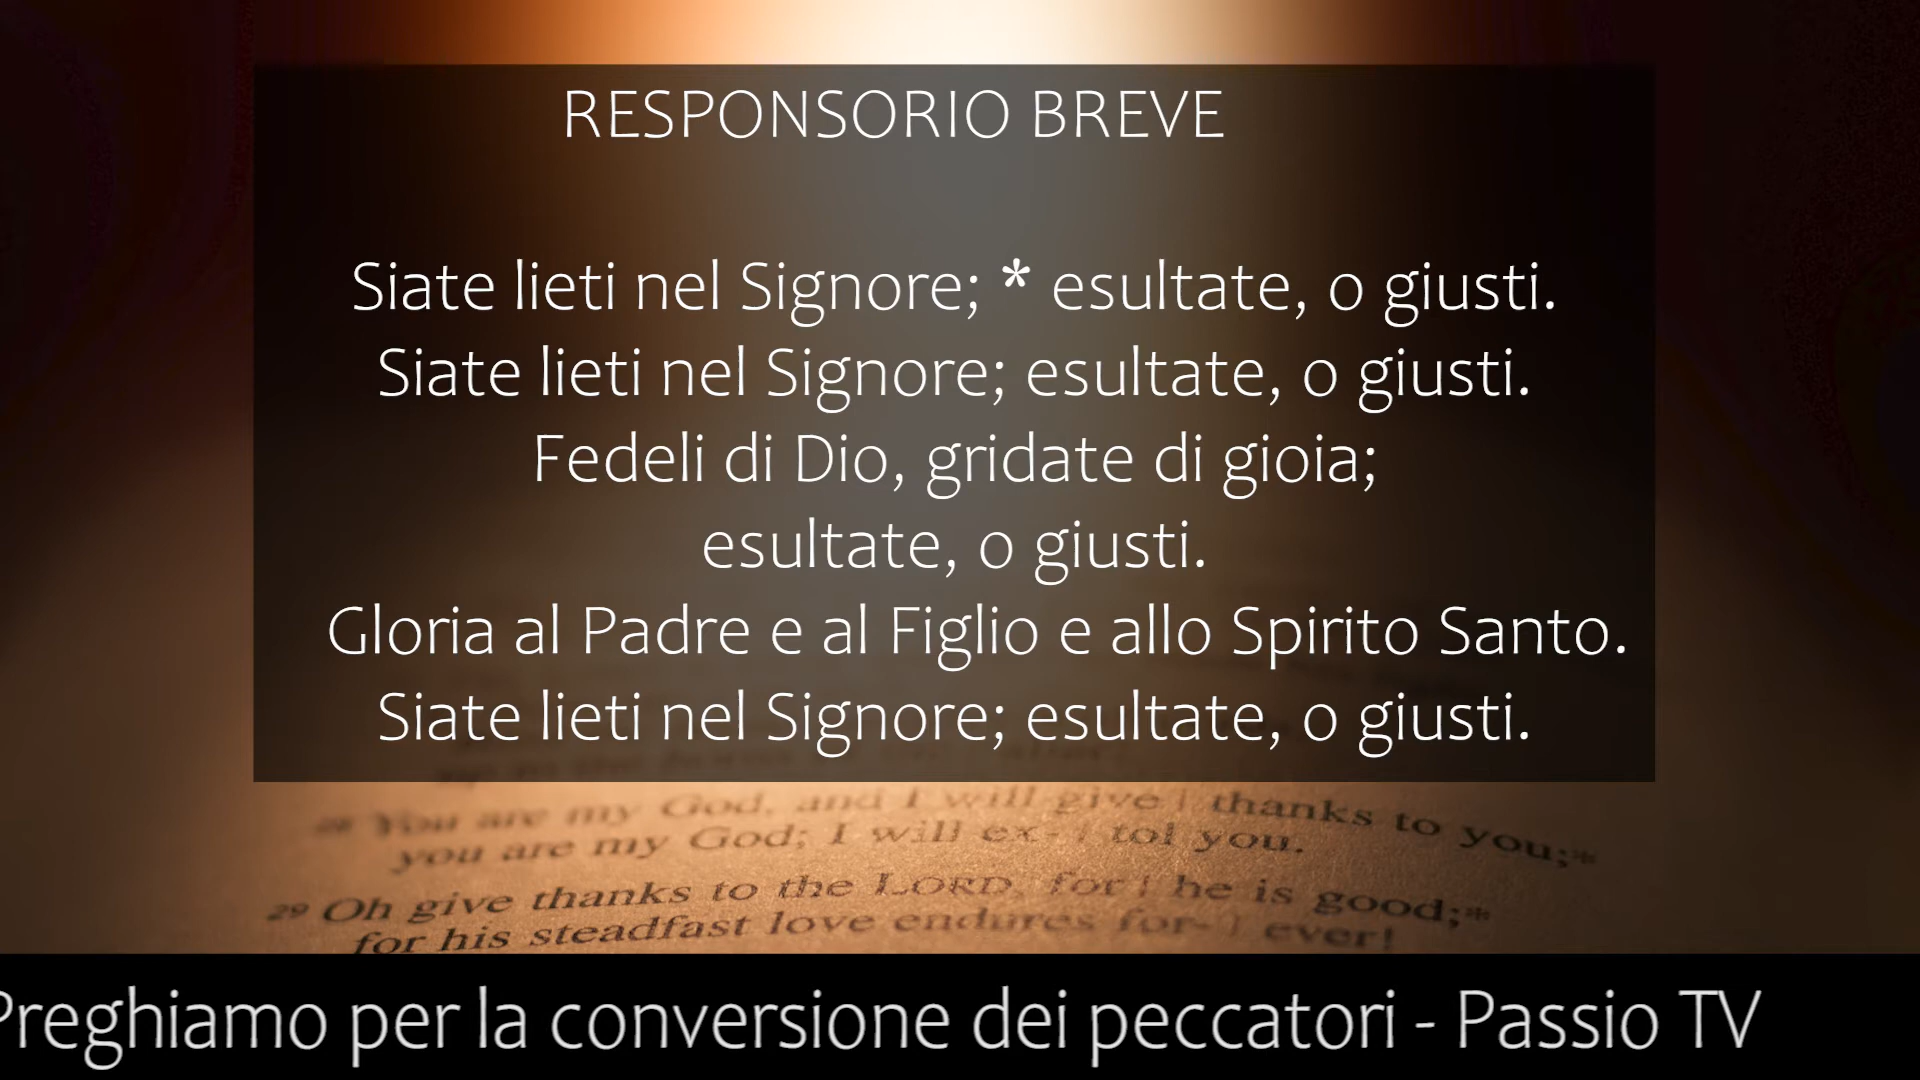 RESPONSORIO BREVE
Siate lieti nel Signore; * esultate, o giusti.
Siate lieti nel Signore; esultate, o giusti.
Fedeli di Dio, gridate di gioia;
esultate, o giusti.
Gloria al Padre e al Figlio e allo Spirito Santo.
Siate lieti nel Signore; esultate, o giusti.
28 You are my God, and I will give | thanks to you;*
you are my God; I will ex- | tol you.
29 Oh give thanks to the LORD, for | he is good;*
for his steadfast love endures for- | ever!
Preghiamo per la conversione dei peccatori - Passio TV